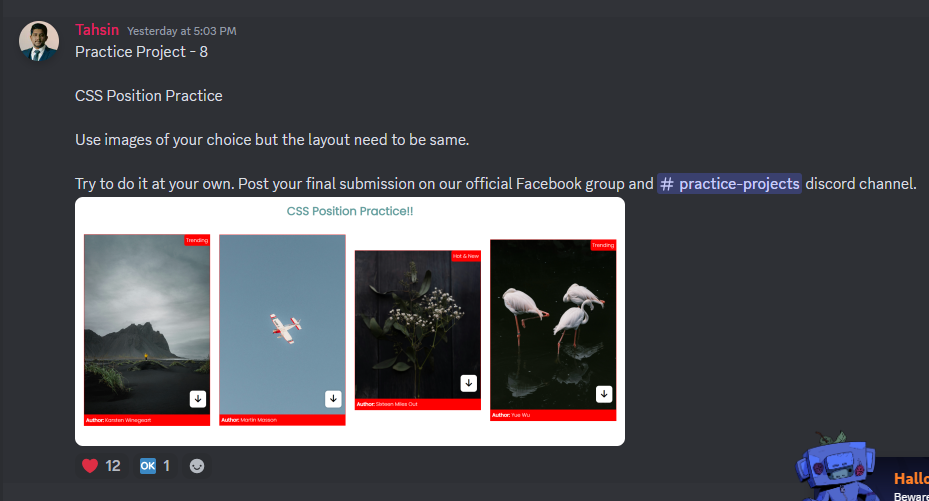 Tahsin Yesterday at 5:03 PM
Practice Project - 8
CSS Position Practice
Use images of your choice but the layout need to be same.
Try to do it at your own. Post your final submission on our official Facebook group and # practice-projects discord channel.
CSS Position Practice!!
Trending
Author: Karsten Winegeart
Author: Martin Masson
Hot & New
Author: Sixteen Miles Out
Trending
Author: Yue Wu
12 OK 1
Hallo
Beware